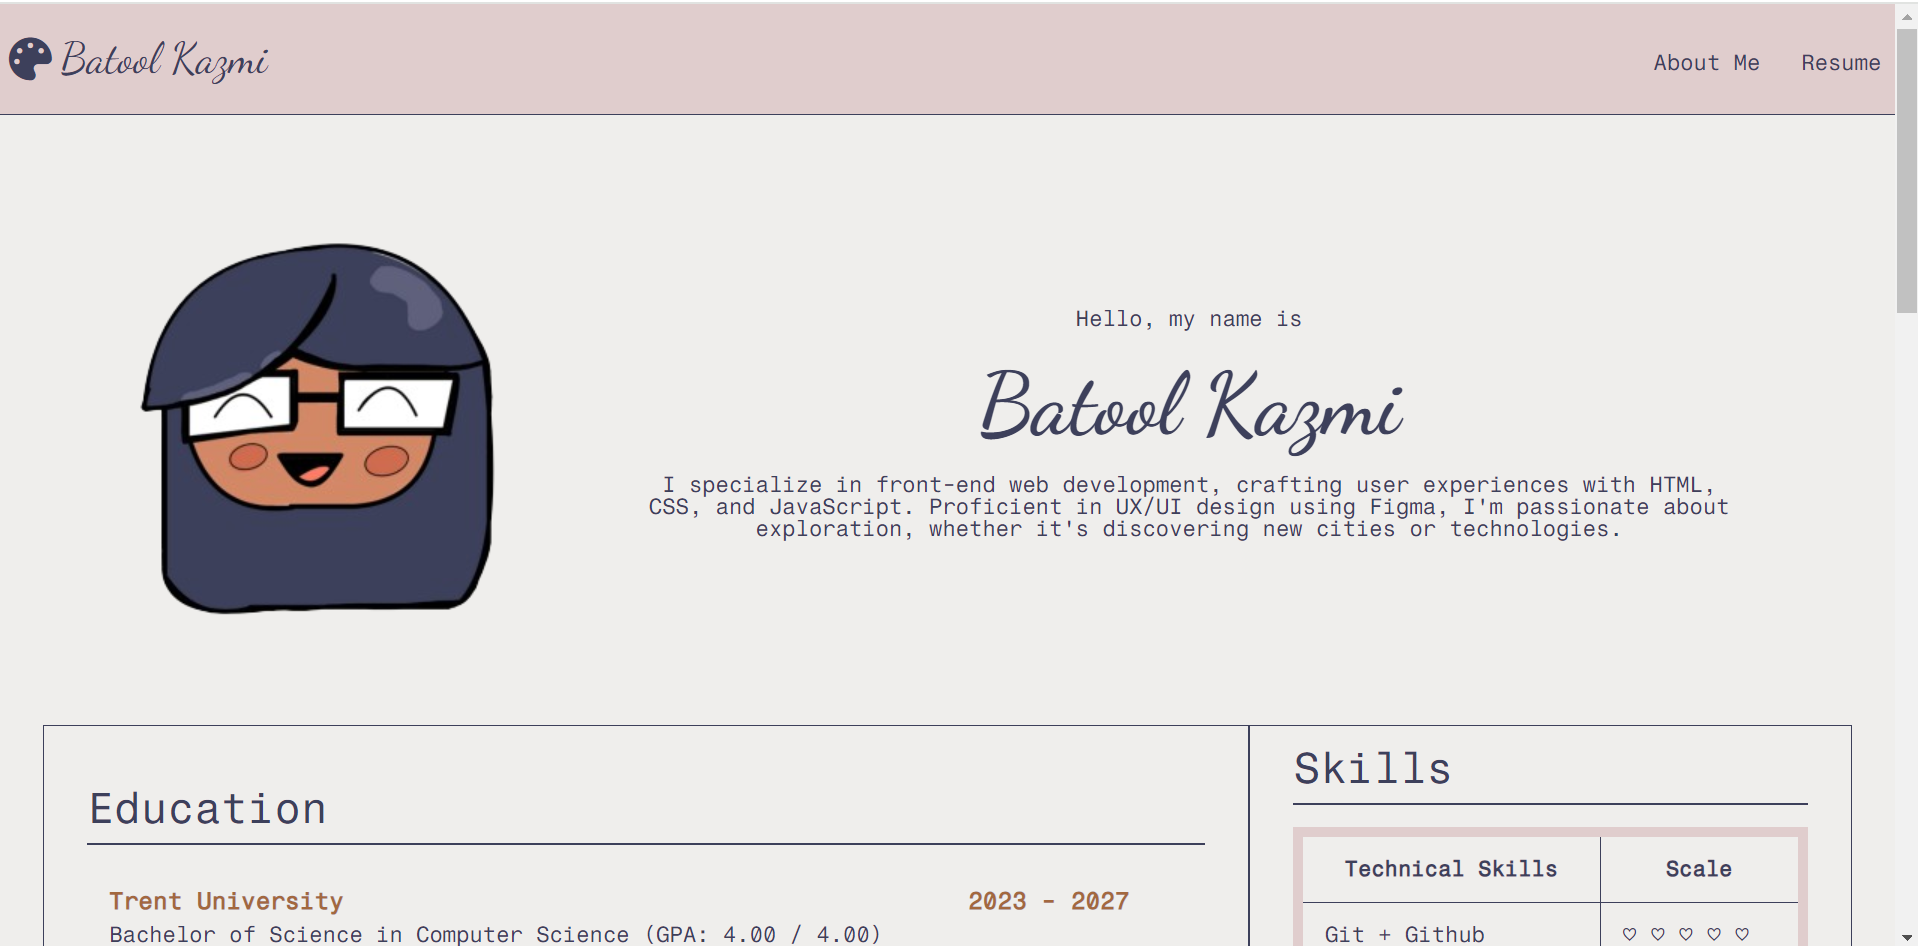 Batool Kazmi
About Me
Resume
Hello, my name is
Batool Kazmi
I specialize in front-end web development, crafting user experiences with HTML,
CSS, and JavaScript. Proficient in UX/UI design using Figma, I'm passionate about
exploration, whether it's discovering new cities or technologies.
Education
Trent University
2023 - 2027
Bachelor of Science in Computer Science (GPA: 4.00 / 4.00)
Skills
Technical Skills
Scale
Git + Github
♡ ♡ ♡ ♡ ♡